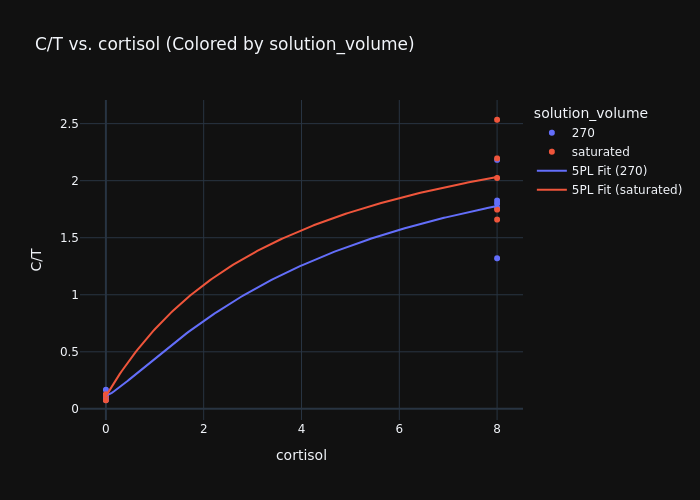 C/T vs. cortisol (Colored by solution_volume)
solution_volume
270
saturated
5PL Fit (270)
5PL Fit (saturated)
C/T
2.5
2
1.5
1
0.5
0
0 2 4 6 8
cortisol